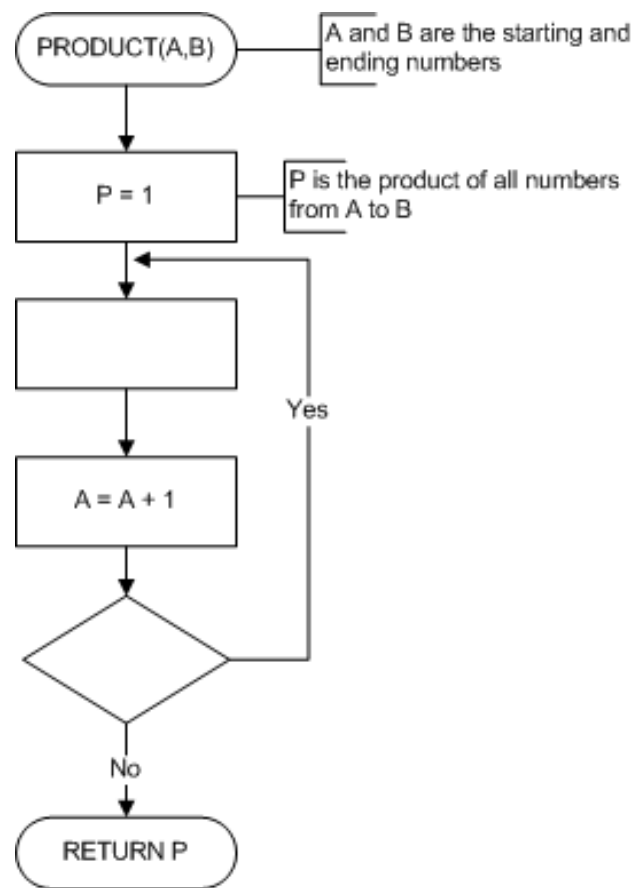 PRODUCT(A,B)
A and B are the starting and
ending numbers
P = 1
P is the product of all numbers
from A to B
Yes
A = A + 1
No
RETURN P